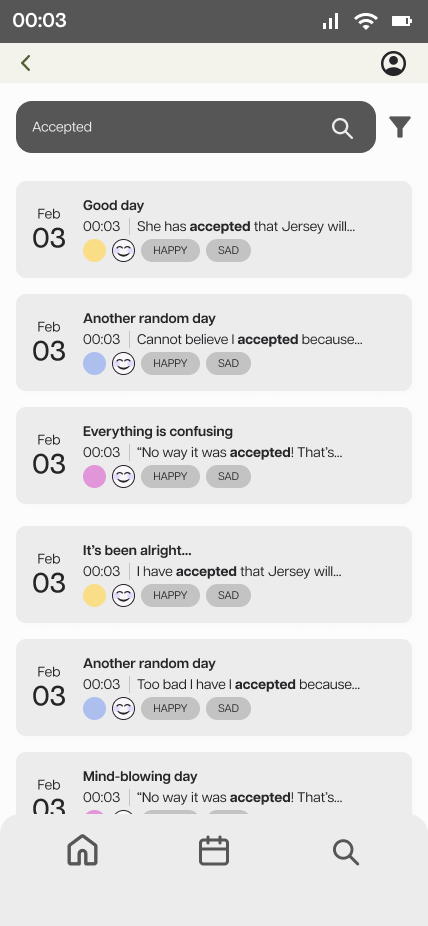 00:03
Accepted
Good day
Feb
03
00:03 She has accepted that Jersey will...
HAPPY SAD
Another random day
Feb
03
00:03 Cannot believe I accepted because...
HAPPY SAD
Everything is confusing
Feb
03
00:03 “No way it was accepted! That’s...
HAPPY SAD
It’s been alright...
Feb
03
00:03 I have accepted that Jersey will...
HAPPY SAD
Another random day
Feb
03
00:03 Too bad I have I accepted because...
HAPPY SAD
Mind-blowing day
Feb
03
00:03 “No way it was accepted! That’s...